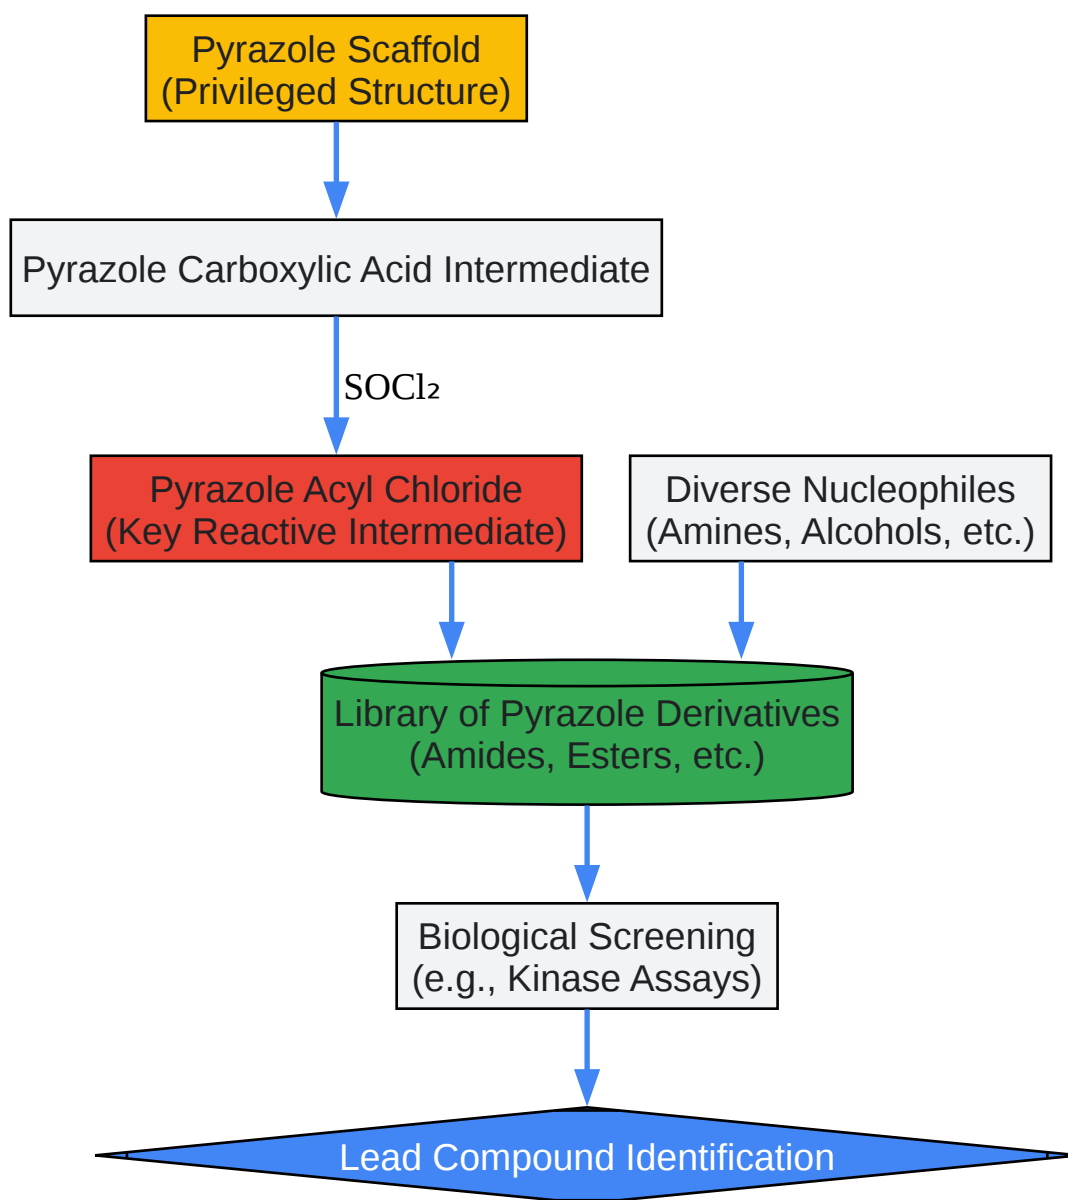 Pyrazole Scaffold
(Privileged Structure)
Pyrazole Carboxylic Acid Intermediate
SOCl₂
Pyrazole Acyl Chloride
(Key Reactive Intermediate)
Diverse Nucleophiles
(Amines, Alcohols, etc.)
Library of Pyrazole Derivatives
(Amides, Esters, etc.)
Biological Screening
(e.g., Kinase Assays)
Lead Compound Identification